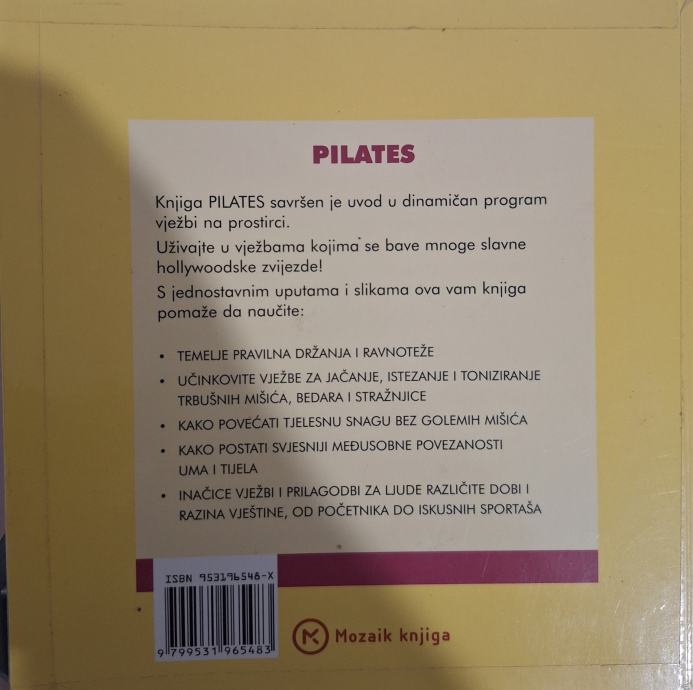 PILATES
Knjiga PILATES savršen je uvod u dinamičan program
vježbi na prostirci.
Uživajte u vježbama kojima se bave mnoge slavne
hollywoodske zvijezde!
S jednostavnim uputama i slikama ova vam knjiga
pomaže da naučite:
• TEMELJE PRAVILNA DRŽANJA I RAVNOTEŽE
• UČINKOVITE VJEŽBE ZA JAČANJE, ISTEZANJE I TONIZIRANJE
TRBUŠNIH MIŠIĆA, BEDARA I STRAŽNJICE
• KAKO POVEĆATI TJELESNU SNAGU BEZ GOLEMIH MIŠIĆA
• KAKO POSTATI SVJESNIJI MEĐUSOBNE POVEZANOSTI
UMA I TIJELA
• INAČICE VJEŽBI I PRILAGODBI ZA LJUDE RAZLIČITE DOBI I
RAZINA VJEŠTINE, OD POČETNIKA DO ISKUSNIH SPORTAŠA
ISBN 953196548-X
9 799531 965483
Mozaik knjiga